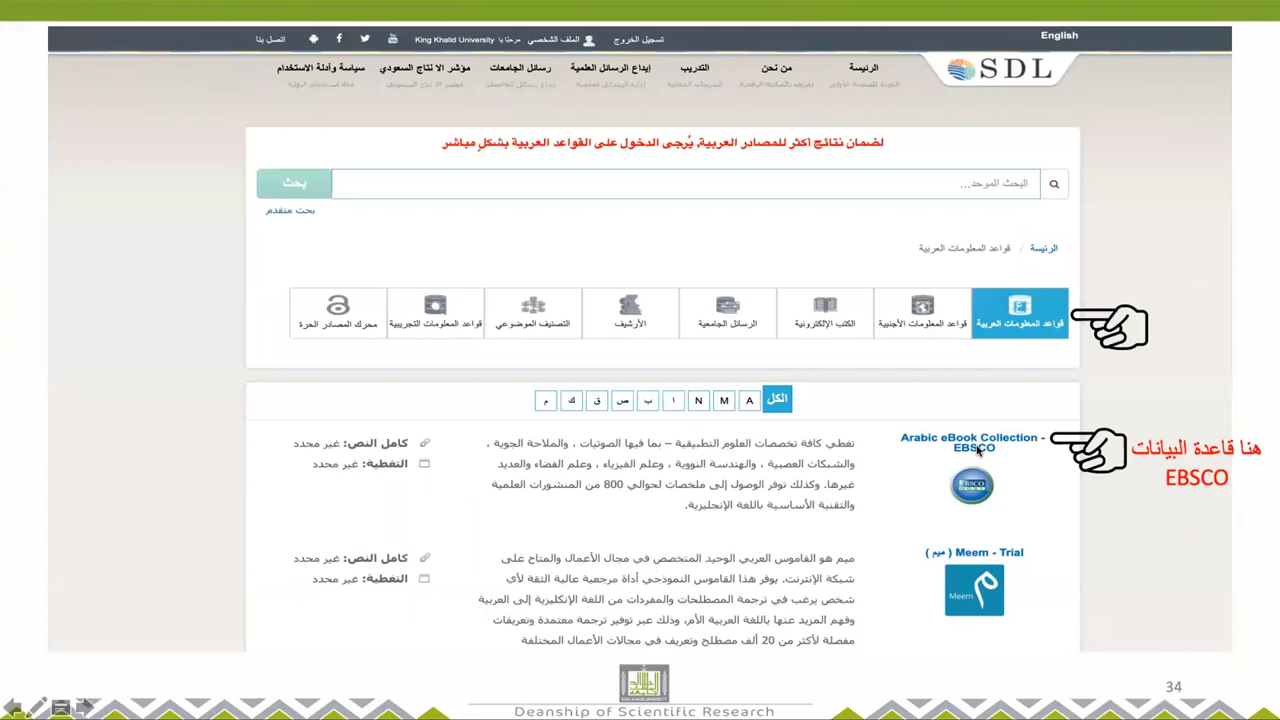 English
تسجيل الخروج
الملف الشخصي
مرحبًا با King Khalid University
اتصل بنا
SDL
الرئيسة
من نحن
التدريب
إيداع الرسائل العلمية
رسائل الجامعات
مؤشر الا نتاج السعودي
سياسة وأدلة الاستخدام
لضمان نتائج أكثر للمصادر العربية, يُرجى الدخول على القواعد العربية بشكلٍ مباشر
البحث الموحد...
بحث
بحث متقدم
الرئيسة / قواعد المعلومات العربية
قواعد المعلومات العربية
قواعد المعلومات الأجنبية
الكتب الإلكترونية
الرسائل الجامعية
الأرشيف
التصنيف الموضوعي
قواعد المعلومات التجريبية
محرك المصادر الحرة
الكل A M N ا ب ص ق ك م
Arabic eBook Collection -
EBSCO
EBSCO
هنا قاعدة البيانات
EBSCO
تغطي كافة تخصصات العلوم التطبيقية – بما فيها الصوتيات ، والملاحة الجوية ،
والشبكات العصبية ، والهندسة النووية ، وعلم الفيزياء ، وعلم الفضاء والعديد
غيرها. وكذلك توفر الوصول إلى ملخصات لحوالي 800 من المنشورات العلمية
والتقنية الأساسية باللغة الإنجليزية.
كامل النص: غير محدد
التغطية: غير محدد
Meem - Trial ( ميم )
Meem
ميم هو القاموس العربي الوحيد المتخصص في مجال الأعمال والمتاح على
شبكة الإنترنت. يوفر هذا القاموس النموذجي أداة مرجعية عالية الثقة لأي
شخص يرغب في ترجمة المصطلحات والمفردات من اللغة الإنكليزية إلى العربية
وفهم المزيد عنها باللغة العربية الأم، وذلك عبر توفير ترجمة معتمدة وتعريفات
مفصلة لأكثر من 20 ألف مصطلح وتعريف في مجالات الأعمال المختلفة
كامل النص: غير محدد
التغطية: غير محدد
34
Deanship of Scientific Research